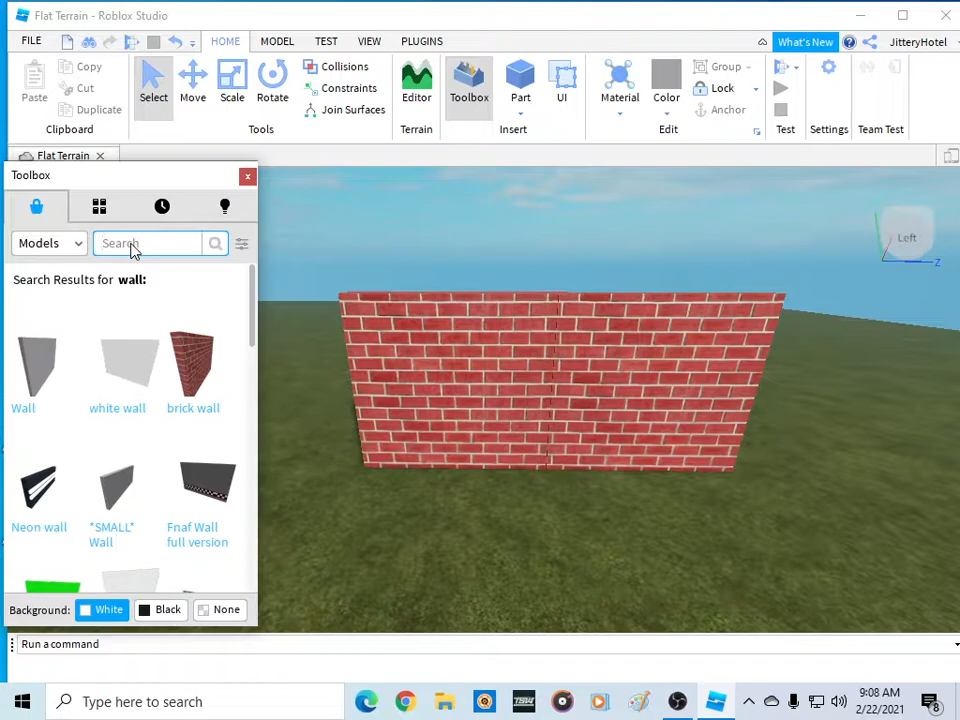 Flat Terrain - Roblox Studio
FILE HOME MODEL TEST VIEW PLUGINS What's New JitteryHotel
Paste Copy Cut Duplicate Select Move Scale Rotate Collisions Constraints Join Surfaces Editor Toolbox Part UI Material Color Group Lock Anchor
Clipboard Tools Terrain Insert Edit Test Settings Team Test
Flat Terrain
Toolbox
Models Search
Search Results for wall:
Left
Z
Wall white wall brick wall
Neon wall *SMALL* Wall Fnaf Wall full version
Background: White Black None
Run a command
Type here to search TSW 9:08 AM
2/22/2021 8